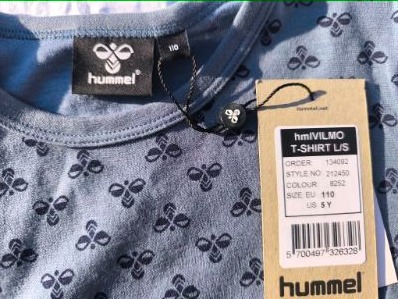 hummel®
110
hummel.net
hmlVILMO
T-SHIRT L/S
ORDER: 134092
STYLE NO: 212450
COLOUR: 8252
SIZE: EU: 110
US: 5 Y
5 700497 326328
hummel